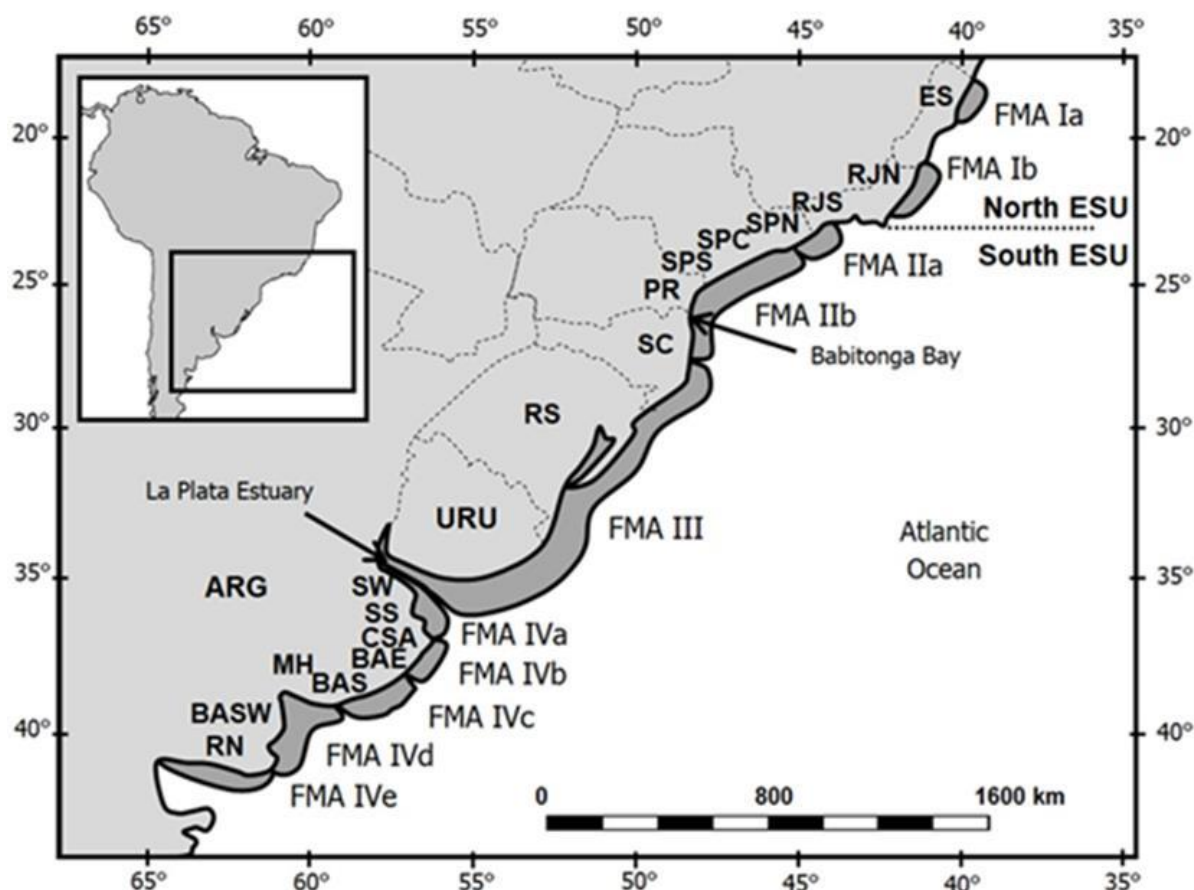 65° 60° 55° 50° 45° 40° 35°
ES
FMA Ia
20° 20°
FMA Ib
RJN
North ESU
RJS
SPN
South ESU
SPC
FMA IIa
SPS
25° 25°
PR
FMA IIb
SC
Babitonga Bay
RS
30° 30°
La Plata Estuary
URU
FMA III
Atlantic
Ocean
35° 35°
ARG
SW
SS
CSA
FMA IVa
BAE
MH
FMA IVb
BAS
BASW
FMA IVc
40° 40°
RN
FMA IVd
FMA IVe
0 800 1600 km
65° 60° 55° 50° 45° 40° 35°